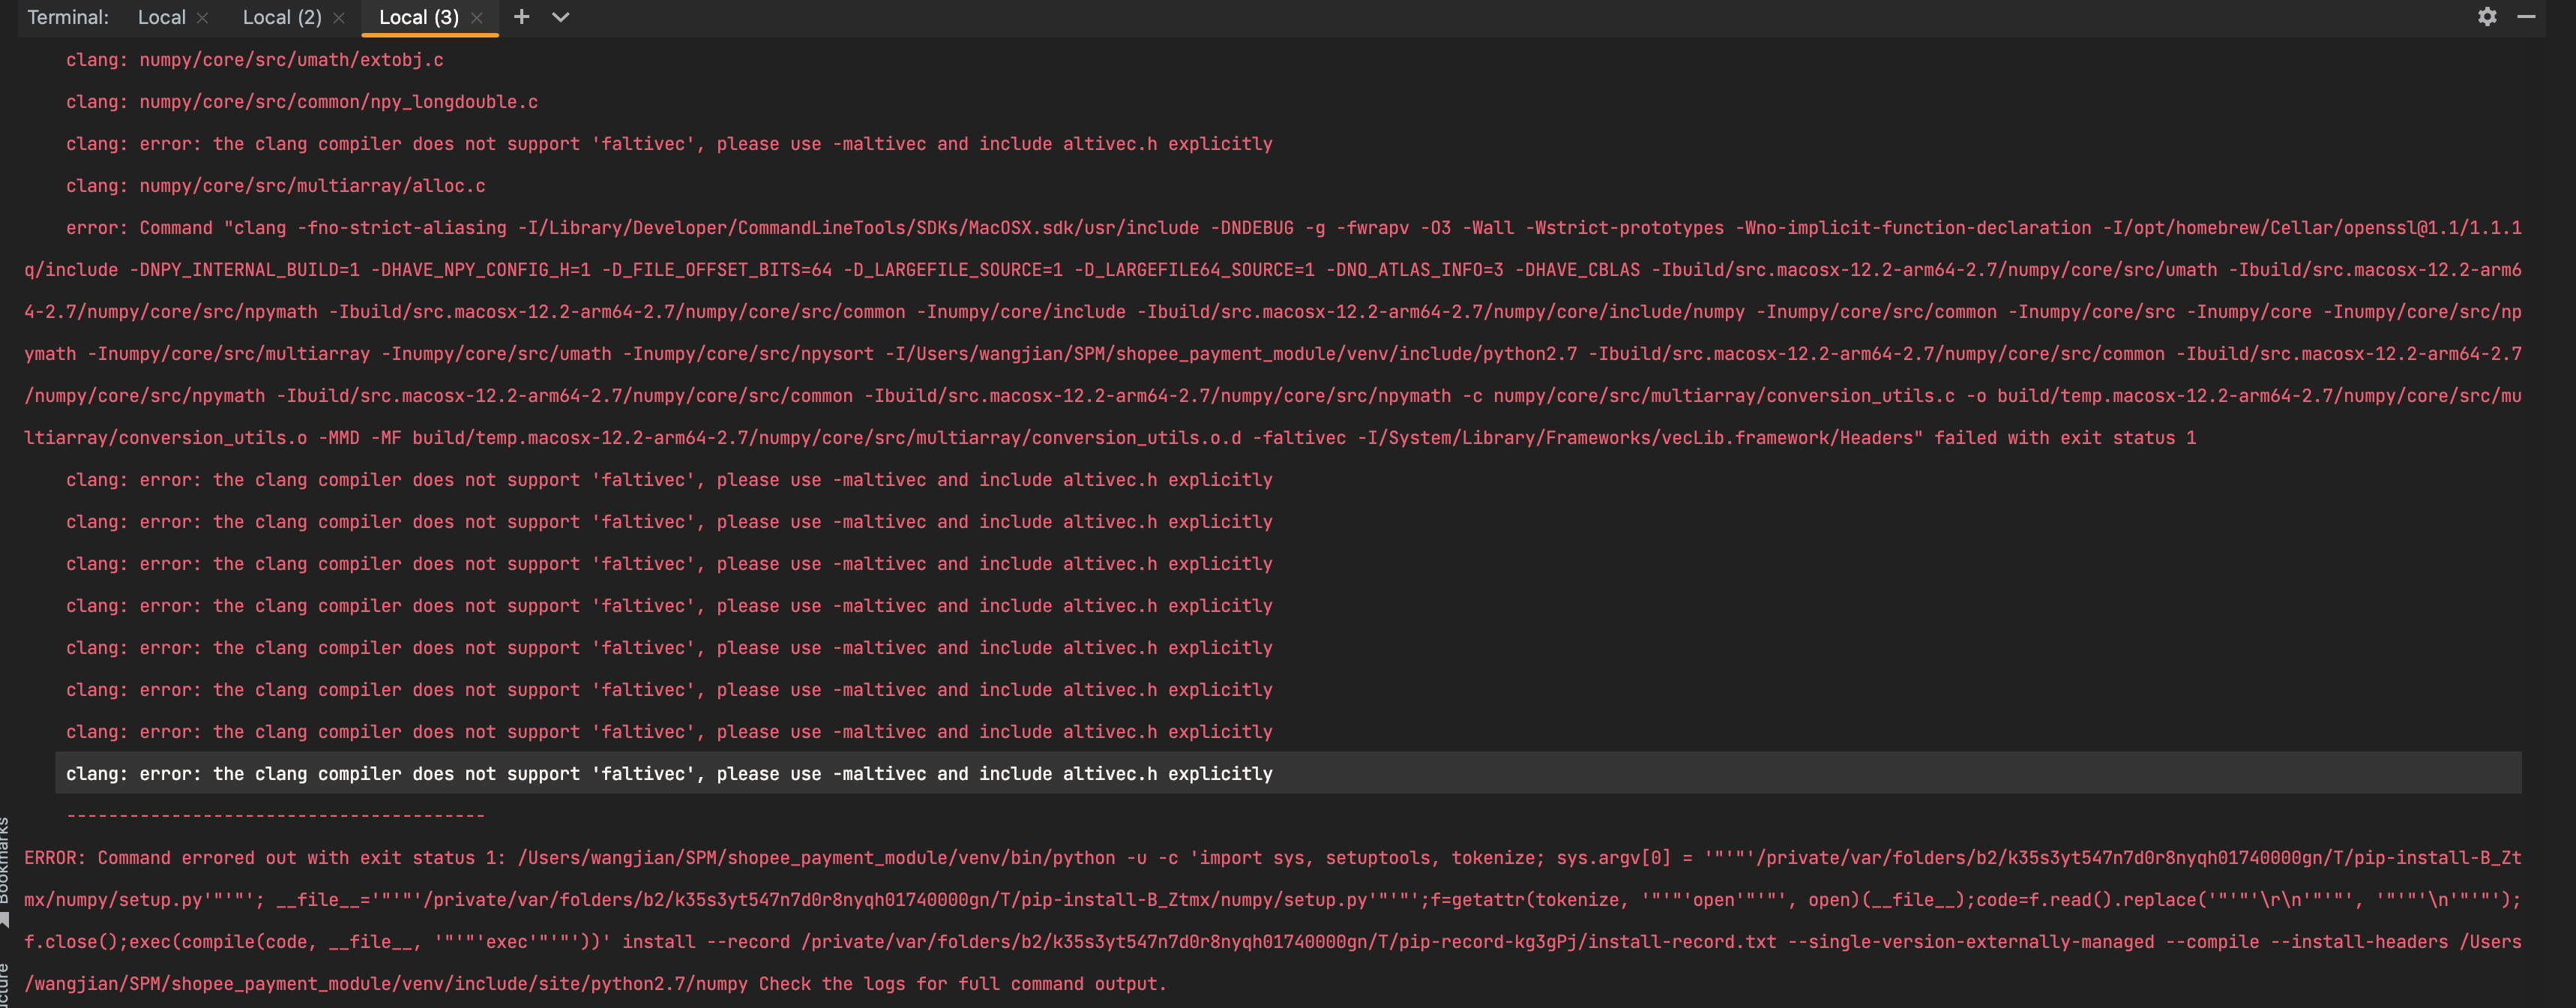 Terminal: Local Local (2) Local (3)
clang: numpy/core/src/umath/extobj.c
clang: numpy/core/src/common/npy_longdouble.c
clang: error: the clang compiler does not support 'faltivec', please use -maltivec and include altivec.h explicitly
clang: numpy/core/src/multiarray/alloc.c
error: Command "clang -fno-strict-aliasing -I/Library/Developer/CommandLineTools/SDKs/MacOSX.sdk/usr/include -DNDEBUG -g -fwrapv -O3 -Wall -Wstrict-prototypes -Wno-implicit-function-declaration -I/opt/homebrew/Cellar/openssl@1.1/1.1.1
q/include -DNPY_INTERNAL_BUILD=1 -DHAVE_NPY_CONFIG_H=1 -D_FILE_OFFSET_BITS=64 -D_LARGEFILE_SOURCE=1 -D_LARGEFILE64_SOURCE=1 -DNO_ATLAS_INFO=3 -DHAVE_CBLAS -Ibuild/src.macosx-12.2-arm64-2.7/numpy/core/src/umath -Ibuild/src.macosx-12.2-arm6
4-2.7/numpy/core/src/npymath -Ibuild/src.macosx-12.2-arm64-2.7/numpy/core/src/common -Inumpy/core/include -Ibuild/src.macosx-12.2-arm64-2.7/numpy/core/include/numpy -Inumpy/core/src/common -Inumpy/core/src -Inumpy/core -Inumpy/core/src/np
ymath -Inumpy/core/src/multiarray -Inumpy/core/src/umath -Inumpy/core/src/npysort -I/Users/wangjian/SPM/shopee_payment_module/venv/include/python2.7 -Ibuild/src.macosx-12.2-arm64-2.7/numpy/core/src/common -Ibuild/src.macosx-12.2-arm64-2.7
/numpy/core/src/npymath -Ibuild/src.macosx-12.2-arm64-2.7/numpy/core/src/common -Ibuild/src.macosx-12.2-arm64-2.7/numpy/core/src/npymath -c numpy/core/src/multiarray/conversion_utils.c -o build/temp.macosx-12.2-arm64-2.7/numpy/core/src/mu
ltiarray/conversion_utils.o -MMD -MF build/temp.macosx-12.2-arm64-2.7/numpy/core/src/multiarray/conversion_utils.o.d -faltivec -I/System/Library/Frameworks/vecLib.framework/Headers" failed with exit status 1
clang: error: the clang compiler does not support 'faltivec', please use -maltivec and include altivec.h explicitly
clang: error: the clang compiler does not support 'faltivec', please use -maltivec and include altivec.h explicitly
clang: error: the clang compiler does not support 'faltivec', please use -maltivec and include altivec.h explicitly
clang: error: the clang compiler does not support 'faltivec', please use -maltivec and include altivec.h explicitly
clang: error: the clang compiler does not support 'faltivec', please use -maltivec and include altivec.h explicitly
clang: error: the clang compiler does not support 'faltivec', please use -maltivec and include altivec.h explicitly
clang: error: the clang compiler does not support 'faltivec', please use -maltivec and include altivec.h explicitly
clang: error: the clang compiler does not support 'faltivec', please use -maltivec and include altivec.h explicitly
----------------------------------------
ERROR: Command errored out with exit status 1: /Users/wangjian/SPM/shopee_payment_module/venv/bin/python -u -c 'import sys, setuptools, tokenize; sys.argv[0] = '"'"'/private/var/folders/b2/k35s3yt547n7d0r8nyqh01740000gn/T/pip-install-B_Zt
mx/numpy/setup.py'"'"'; __file__='"'"'/private/var/folders/b2/k35s3yt547n7d0r8nyqh01740000gn/T/pip-install-B_Ztmx/numpy/setup.py'"'"';f=getattr(tokenize, '"'"'open'"'"', open)(__file__);code=f.read().replace('"'"'\r\n'"'"', '"'"'\n'"'"');
f.close();exec(compile(code, __file__, '"'"'exec'"'"'))' install --record /private/var/folders/b2/k35s3yt547n7d0r8nyqh01740000gn/T/pip-record-kg3gPj/install-record.txt --single-version-externally-managed --compile --install-headers /Users
/wangjian/SPM/shopee_payment_module/venv/include/site/python2.7/numpy Check the logs for full command output.
Bookmarks
ucture